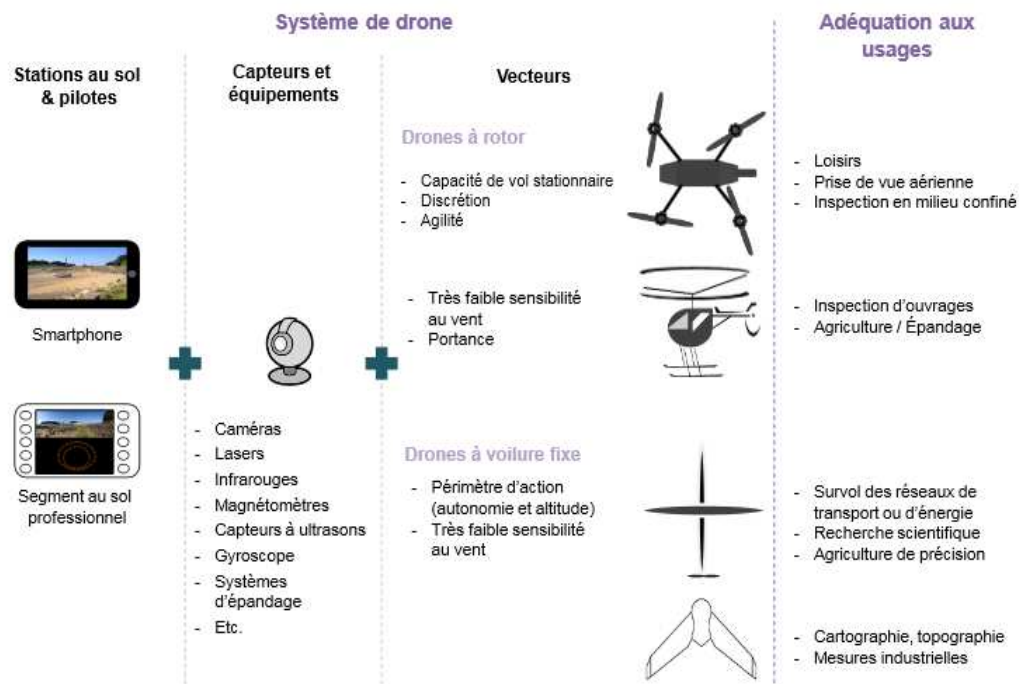 Système de drone
Adéquation aux
usages
Stations au sol
& pilotes
Capteurs et
équipements
Vecteurs
Smartphone
Segment au sol
professionnel
- Caméras
- Lasers
- Infrarouges
- Magnétomètres
- Capteurs à ultrasons
- Gyroscope
- Systèmes
d'épandage
- Etc.
Drones à rotor
- Capacité de vol stationnaire
- Discrétion
- Agilité
- Très faible sensibilité
au vent
- Portance
Drones à voilure fixe
- Périmètre d'action
(autonomie et altitude)
- Très faible sensibilité
au vent
- Loisirs
- Prise de vue aérienne
- Inspection en milieu confiné
- Inspection d'ouvrages
- Agriculture / Épandage
- Survol des réseaux de
transport ou d'énergie
- Recherche scientifique
- Agriculture de précision
- Cartographie, topographie
- Mesures industrielles